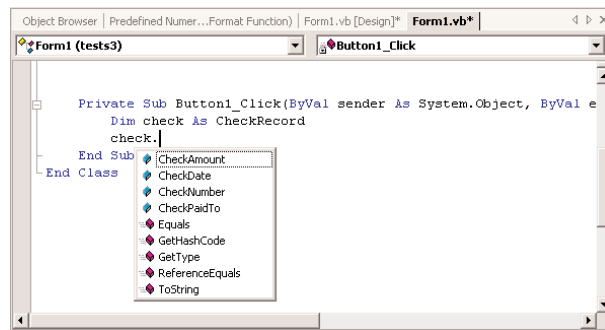 Object Browser | Predefined Numer...Format Function) | Form1.vb [Design]* Form1.vb*
Form1 (tests3) Button1_Click
Private Sub Button1_Click(ByVal sender As System.Object, ByVal e
Dim check As CheckRecord
check.
End Sub
End Class
CheckAmount
CheckDate
CheckNumber
CheckPaidTo
Equals
GetHashCode
GetType
ReferenceEquals
ToString